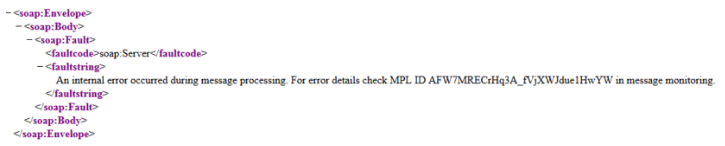 − <soap:Envelope>
− <soap:Body>
− <soap:Fault>
<faultcode>soap:Server</faultcode>
− <faultstring>
An internal error occurred during message processing. For error details check MPL ID AFW7MRECrHq3A_fVjXWJdue1HwYW in message monitoring.
</faultstring>
</soap:Fault>
</soap:Body>
</soap:Envelope>